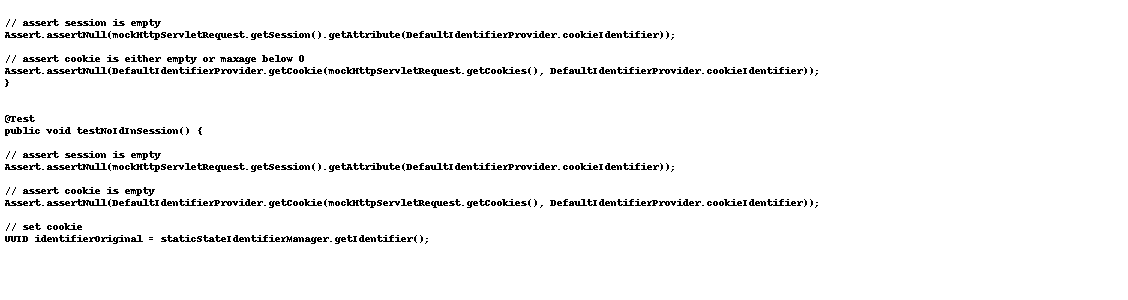 // assert session is empty
Assert.assertNull(mockHttpServletRequest.getSession().getAttribute(DefaultIdentifierProvider.cookieIdentifier));
// assert cookie is either empty or maxage below 0
Assert.assertNull(DefaultIdentifierProvider.getCookie(mockHttpServletRequest.getCookies(), DefaultIdentifierProvider.cookieIdentifier));
}
@Test
public void testNoIdInSession() {
// assert session is empty
Assert.assertNull(mockHttpServletRequest.getSession().getAttribute(DefaultIdentifierProvider.cookieIdentifier));
// assert cookie is empty
Assert.assertNull(DefaultIdentifierProvider.getCookie(mockHttpServletRequest.getCookies(), DefaultIdentifierProvider.cookieIdentifier));
// set cookie
UUID identifierOriginal = staticStateIdentifierManager.getIdentifier();